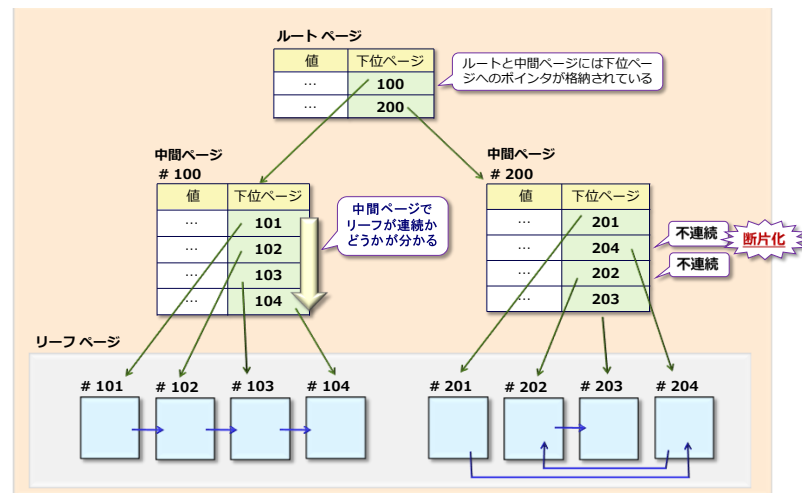 ルート ページ
値 下位ページ
… 100
… 200
ルートと中間ページには下位ペー
ジへのポインタが格納されている
中間ページ
# 100
値 下位ページ
… 101
… 102
… 103
… 104
中間ページで
リーフが連続か
どうかが分かる
中間ページ
# 200
値 下位ページ
… 201
… 204
… 202
… 203
不連続
不連続
断片化
リーフ ページ
# 101 # 102 # 103 # 104 # 201 # 202 # 203 # 204